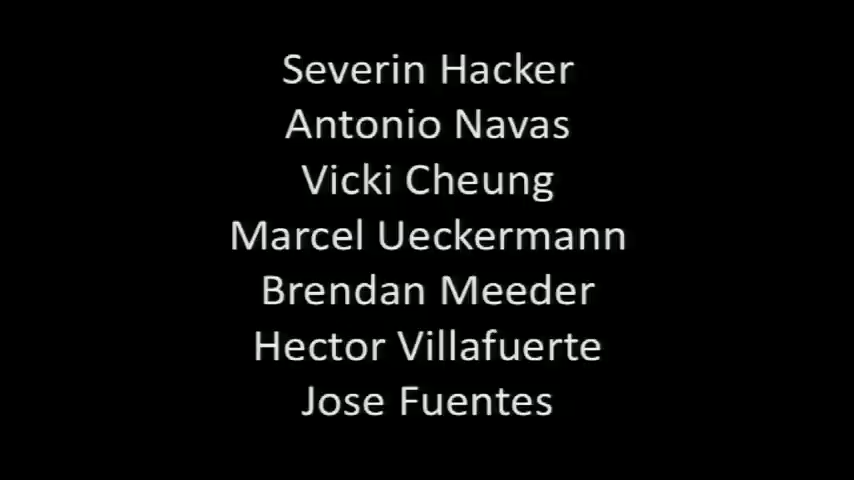 Severin Hacker
Antonio Navas
Vicki Cheung
Marcel Ueckermann
Brendan Meeder
Hector Villafuerte
Jose Fuentes